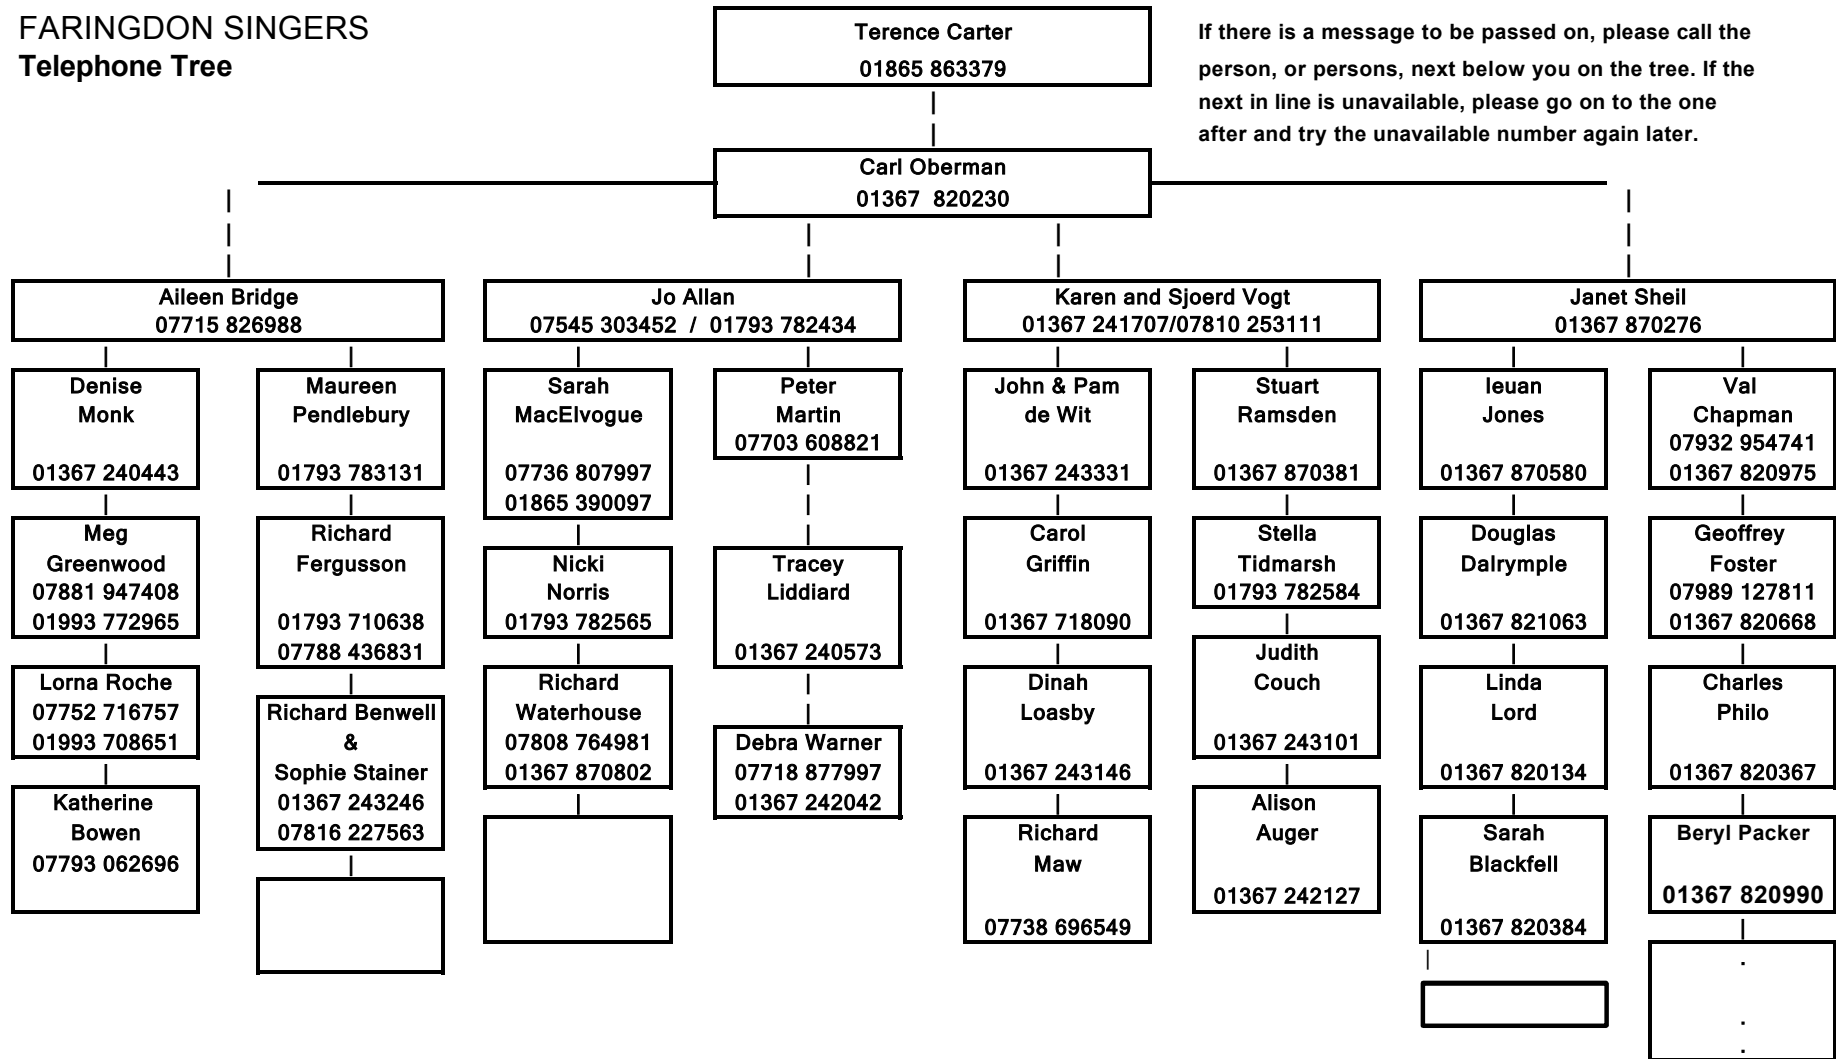 FARINGDON SINGERS
Telephone Tree
Terence Carter
01865 863379
If there is a message to be passed on, please call the
person, or persons, next below you on the tree. If the
next in line is unavailable, please go on to the one
after and try the unavailable number again later.
Carl Oberman
01367 820230
Aileen Bridge
07715 826988
Denise
Monk
01367 240443
Meg
Greenwood
07881 947408
01993 772965
Lorna Roche
07752 716757
01993 708651
Katherine
Bowen
07793 062696
Maureen
Pendlebury
01793 783131
Richard
Fergusson
01793 710638
07788 436831
Richard Benwell
&
Sophie Stainer
01367 243246
07816 227563
Jo Allan
07545 303452 / 01793 782434
Sarah
MacElvogue
07736 807997
01865 390097
Nicki
Norris
01793 782565
Richard
Waterhouse
07808 764981
01367 870802
Peter
Martin
07703 608821
Tracey
Liddiard
01367 240573
Debra Warner
07718 877997
01367 242042
Karen and Sjoerd Vogt
01367 241707/07810 253111
John & Pam
de Wit
01367 243331
Carol
Griffin
01367 718090
Dinah
Loasby
01367 243146
Richard
Maw
07738 696549
Stuart
Ramsden
01367 870381
Stella
Tidmarsh
01793 782584
Judith
Couch
01367 243101
Alison
Auger
01367 242127
Janet Sheil
01367 870276
Ieuan
Jones
01367 870580
Douglas
Dalrymple
01367 821063
Linda
Lord
01367 820134
Sarah
Blackfell
01367 820384
Val
Chapman
07932 954741
01367 820975
Geoffrey
Foster
07989 127811
01367 820668
Charles
Philo
01367 820367
Beryl Packer
01367 820990
.
.
.